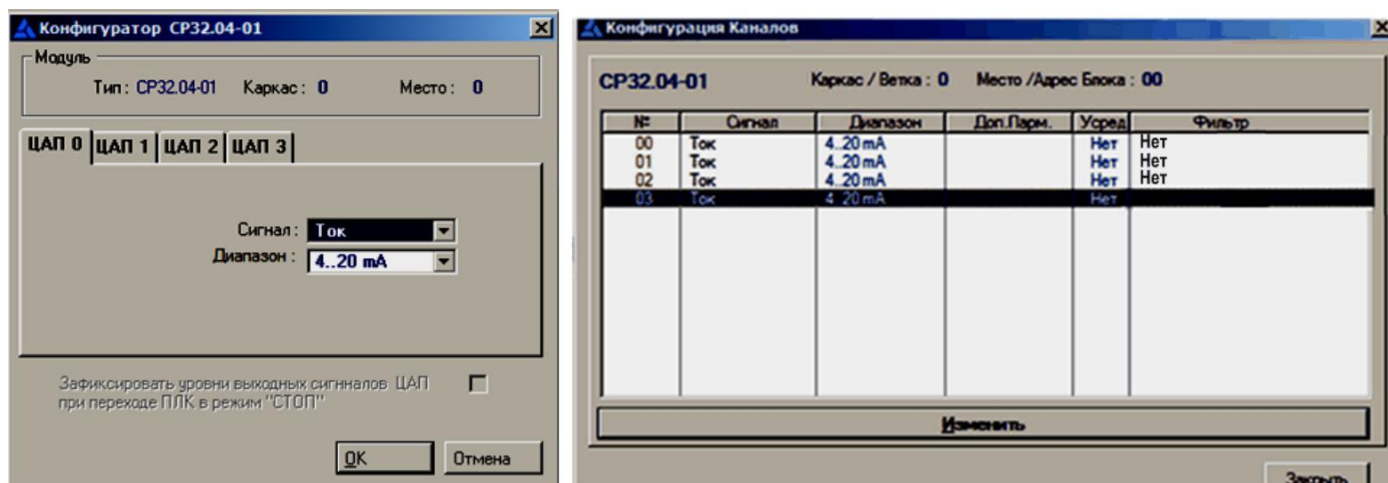 Конфигуратор CP32.04-01
Модуль
Тип: CP32.04-01 Каркас: 0 Место: 0
ЦАП 0 ЦАП 1 ЦАП 2 ЦАП 3
Сигнал: Ток
Диапазон: 4..20 mA
Зафиксировать уровни выходных сигнналов ЦАП
при переходе ПЛК в режим "СТОП"
OK Отмена
Конфигурация Каналов
CP32.04-01 Каркас / Ветка: 0 Место /Адрес Блока: 00
№ Сигнал Диапазон Доп.Парм. Усред Фильтр
00 Ток 4..20 mA Нет Нет
01 Ток 4..20 mA Нет Нет
02 Ток 4..20 mA Нет Нет
03 Ток 4..20 mA Нет
Изменить
Закрыть